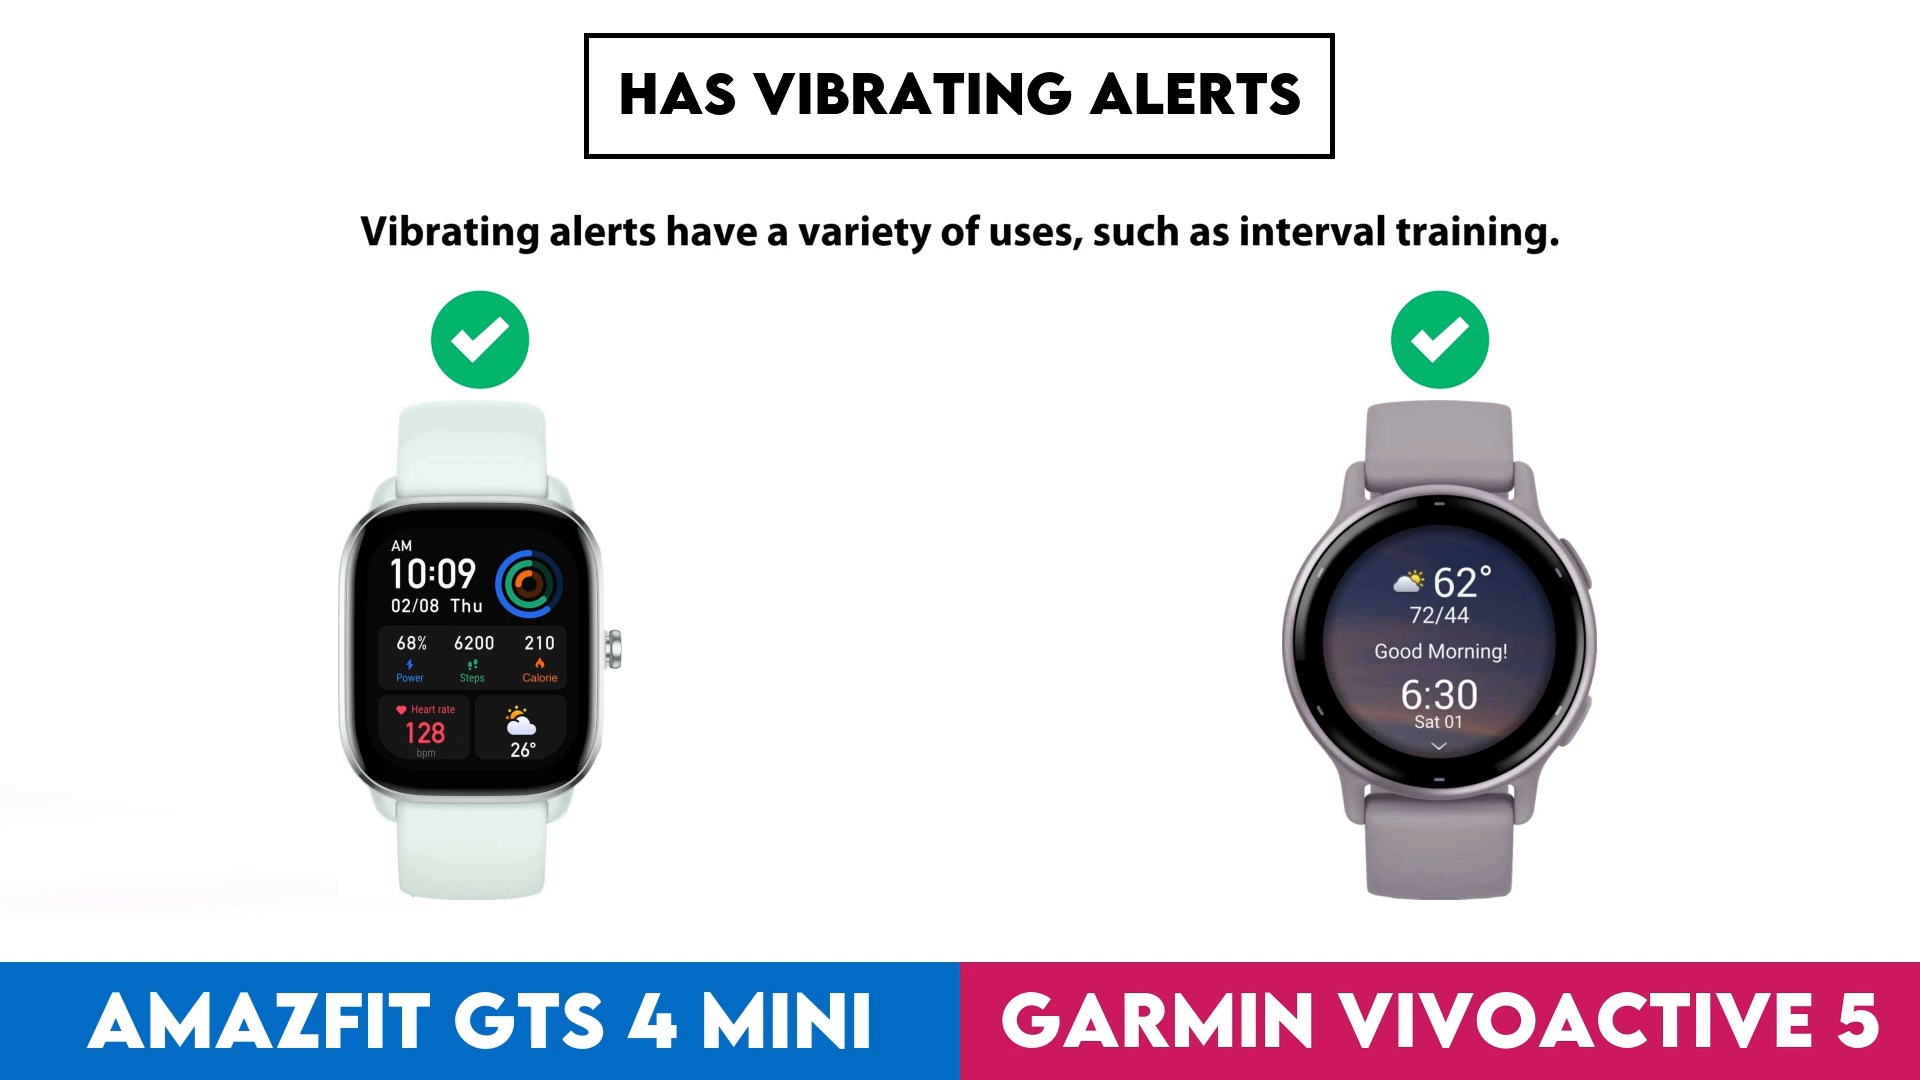 HAS VIBRATING ALERTS
Vibrating alerts have a variety of uses, such as interval training.
AM
10:09
02/08 Thu
68% 6200 210
Power Steps Calorie
Heart rate
128
bpm
26°
62°
72/44
Good Morning!
6:30
Sat 01
AMAZFIT GTS 4 MINI
GARMIN VIVOACTIVE 5